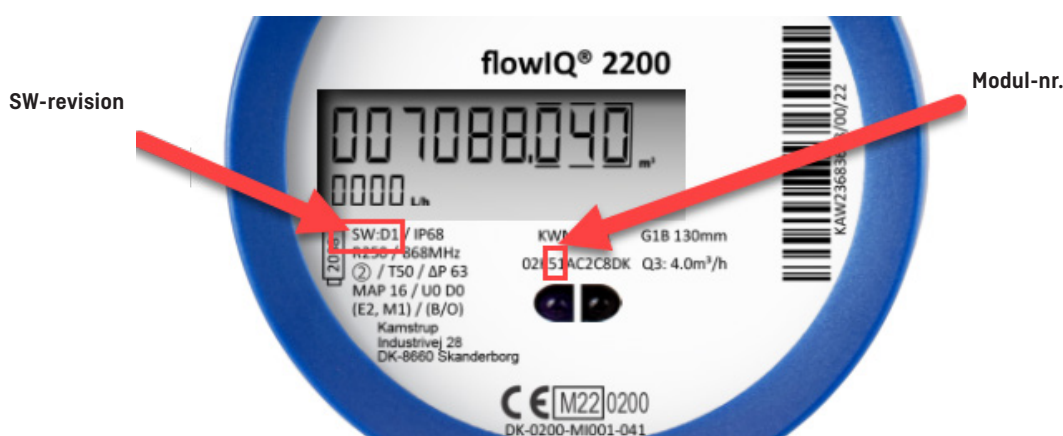 flowIQ® 2200
SW-revision
Modul-nr.
007088.040 m³
0000 L/h
SW:D1 / IP68
R250 / 868MHz
② / T50 / ΔP 63
MAP 16 / U0 D0
(E2, M1) / (B/O)
Kamstrup
Industrivej 28
DK-8660 Skanderborg
G1B 130mm
02K51AC2C8DK Q3: 4.0m³/h
CE M22 0200
DK-0200-MI001-041